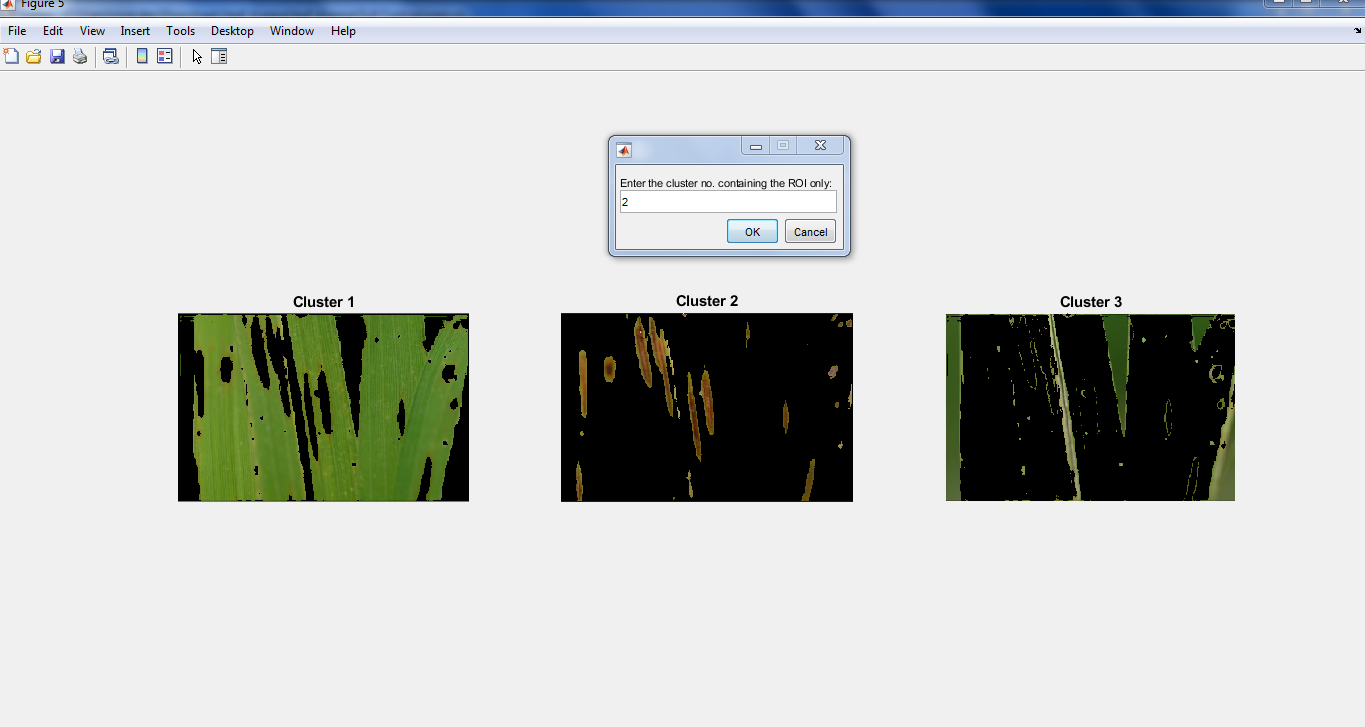 Figure 5
File Edit View Insert Tools Desktop Window Help
Enter the cluster no. containing the ROI only:
2
OK Cancel
Cluster 1 Cluster 2 Cluster 3